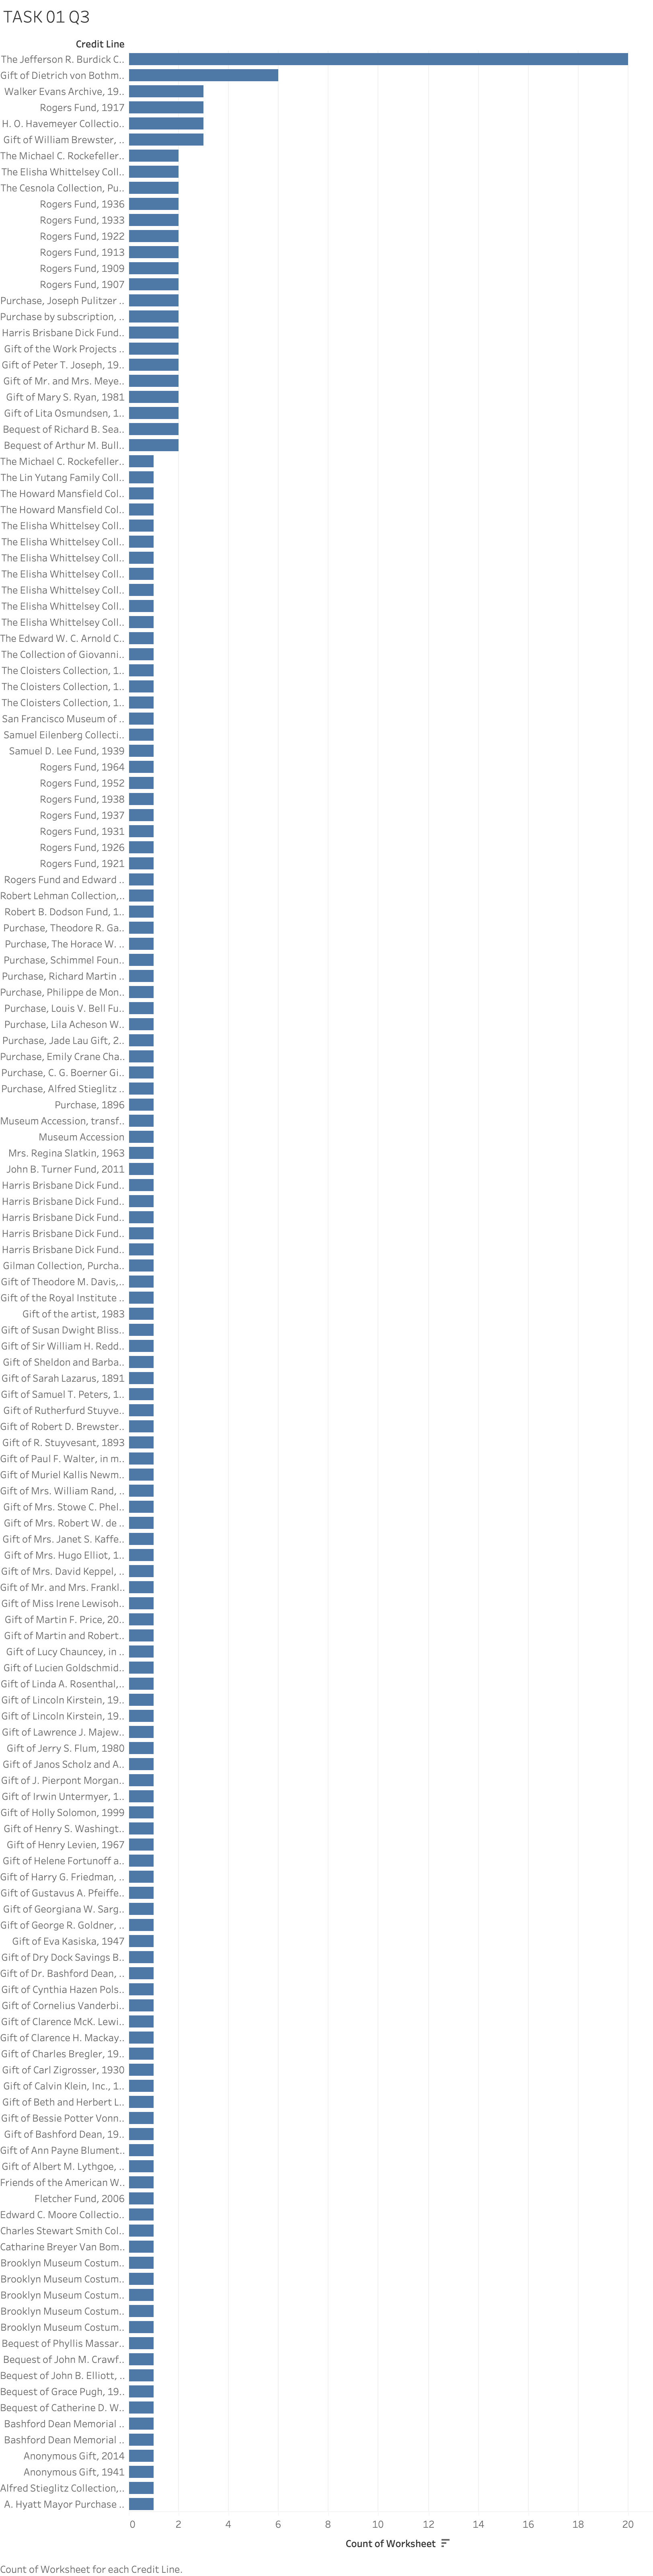 TASK 01 Q3
Credit Line
The Jefferson R. Burdick C..
Gift of Dietrich von Bothm..
Walker Evans Archive, 19..
Rogers Fund, 1917
H. O. Havemeyer Collectio..
Gift of William Brewster, ..
The Michael C. Rockefeller..
The Elisha Whittelsey Coll..
The Cesnola Collection, Pu..
Rogers Fund, 1936
Rogers Fund, 1933
Rogers Fund, 1922
Rogers Fund, 1913
Rogers Fund, 1909
Rogers Fund, 1907
Purchase, Joseph Pulitzer ..
Purchase by subscription, ..
Harris Brisbane Dick Fund..
Gift of the Work Projects ..
Gift of Peter T. Joseph, 19..
Gift of Mr. and Mrs. Meye..
Gift of Mary S. Ryan, 1981
Gift of Lita Osmundsen, 1..
Bequest of Richard B. Sea..
Bequest of Arthur M. Bull..
The Michael C. Rockefeller..
The Lin Yutang Family Coll..
The Howard Mansfield Col..
The Howard Mansfield Col..
The Elisha Whittelsey Coll..
The Elisha Whittelsey Coll..
The Elisha Whittelsey Coll..
The Elisha Whittelsey Coll..
The Elisha Whittelsey Coll..
The Elisha Whittelsey Coll..
The Elisha Whittelsey Coll..
The Edward W. C. Arnold C..
The Collection of Giovanni..
The Cloisters Collection, 1..
The Cloisters Collection, 1..
The Cloisters Collection, 1..
San Francisco Museum of ..
Samuel Eilenberg Collecti..
Samuel D. Lee Fund, 1939
Rogers Fund, 1964
Rogers Fund, 1952
Rogers Fund, 1938
Rogers Fund, 1937
Rogers Fund, 1931
Rogers Fund, 1926
Rogers Fund, 1921
Rogers Fund and Edward ..
Robert Lehman Collection,..
Robert B. Dodson Fund, 1..
Purchase, Theodore R. Ga..
Purchase, The Horace W. ..
Purchase, Schimmel Foun..
Purchase, Richard Martin ..
Purchase, Philippe de Mon..
Purchase, Louis V. Bell Fu..
Purchase, Lila Acheson W..
Purchase, Jade Lau Gift, 2..
Purchase, Emily Crane Cha..
Purchase, C. G. Boerner Gi..
Purchase, Alfred Stieglitz ..
Purchase, 1896
Museum Accession, transf..
Museum Accession
Mrs. Regina Slatkin, 1963
John B. Turner Fund, 2011
Harris Brisbane Dick Fund..
Harris Brisbane Dick Fund..
Harris Brisbane Dick Fund..
Harris Brisbane Dick Fund..
Harris Brisbane Dick Fund..
Gilman Collection, Purcha..
Gift of Theodore M. Davis,..
Gift of the Royal Institute ..
Gift of the artist, 1983
Gift of Susan Dwight Bliss..
Gift of Sir William H. Redd..
Gift of Sheldon and Barba..
Gift of Sarah Lazarus, 1891
Gift of Samuel T. Peters, 1..
Gift of Rutherfurd Stuyve..
Gift of Robert D. Brewster..
Gift of R. Stuyvesant, 1893
Gift of Paul F. Walter, in m..
Gift of Muriel Kallis Newm..
Gift of Mrs. William Rand, ..
Gift of Mrs. Stowe C. Phel..
Gift of Mrs. Robert W. de ..
Gift of Mrs. Janet S. Kaffe..
Gift of Mrs. Hugo Elliot, 1..
Gift of Mrs. David Keppel, ..
Gift of Mr. and Mrs. Frankl..
Gift of Miss Irene Lewisoh..
Gift of Martin F. Price, 20..
Gift of Martin and Robert..
Gift of Lucy Chauncey, in ..
Gift of Lucien Goldschmid..
Gift of Linda A. Rosenthal,..
Gift of Lincoln Kirstein, 19..
Gift of Lincoln Kirstein, 19..
Gift of Lawrence J. Majew..
Gift of Jerry S. Flum, 1980
Gift of Janos Scholz and A..
Gift of J. Pierpont Morgan..
Gift of Irwin Untermyer, 1..
Gift of Holly Solomon, 1999
Gift of Henry S. Washingt..
Gift of Henry Levien, 1967
Gift of Helene Fortunoff a..
Gift of Harry G. Friedman, ..
Gift of Gustavus A. Pfeiffe..
Gift of Georgiana W. Sarg..
Gift of George R. Goldner, ..
Gift of Eva Kasiska, 1947
Gift of Dry Dock Savings B..
Gift of Dr. Bashford Dean, ..
Gift of Cynthia Hazen Pols..
Gift of Cornelius Vanderbi..
Gift of Clarence McK. Lewi..
Gift of Clarence H. Mackay..
Gift of Charles Bregler, 19..
Gift of Carl Zigrosser, 1930
Gift of Calvin Klein, Inc., 1..
Gift of Beth and Herbert L..
Gift of Bessie Potter Vonn..
Gift of Bashford Dean, 19..
Gift of Ann Payne Blument..
Gift of Albert M. Lythgoe, ..
Friends of the American W..
Fletcher Fund, 2006
Edward C. Moore Collectio..
Charles Stewart Smith Col..
Catharine Breyer Van Bom..
Brooklyn Museum Costum..
Brooklyn Museum Costum..
Brooklyn Museum Costum..
Brooklyn Museum Costum..
Brooklyn Museum Costum..
Bequest of Phyllis Massar..
Bequest of John M. Crawf..
Bequest of John B. Elliott, ..
Bequest of Grace Pugh, 19..
Bequest of Catherine D. W..
Bashford Dean Memorial ..
Bashford Dean Memorial ..
Anonymous Gift, 2014
Anonymous Gift, 1941
Alfred Stieglitz Collection,..
A. Hyatt Mayor Purchase ..
0 2 4 6 8 10 12 14 16 18 20
Count of Worksheet
Count of Worksheet for each Credit Line.